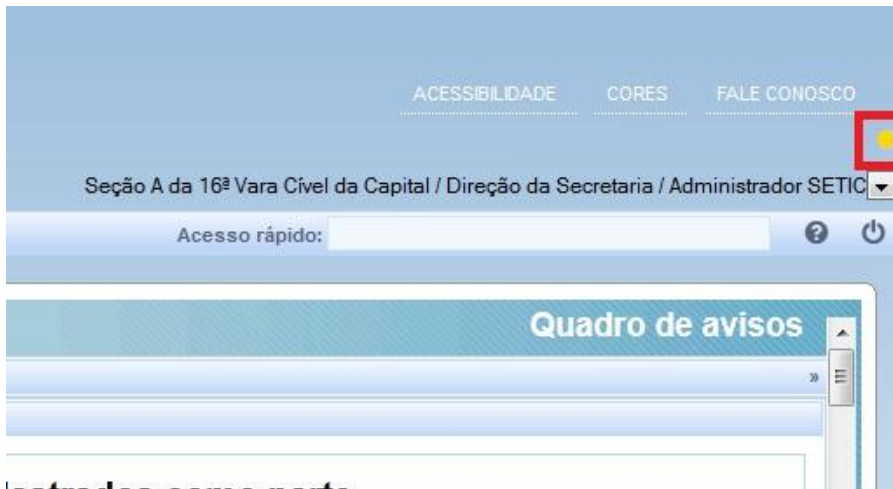 ACESSIBILIDADE CORES FALE CONOSCO
Seção A da 16ª Vara Cível da Capital / Direção da Secretaria / Administrador SETIC
Acesso rápido:
Quadro de avisos
»